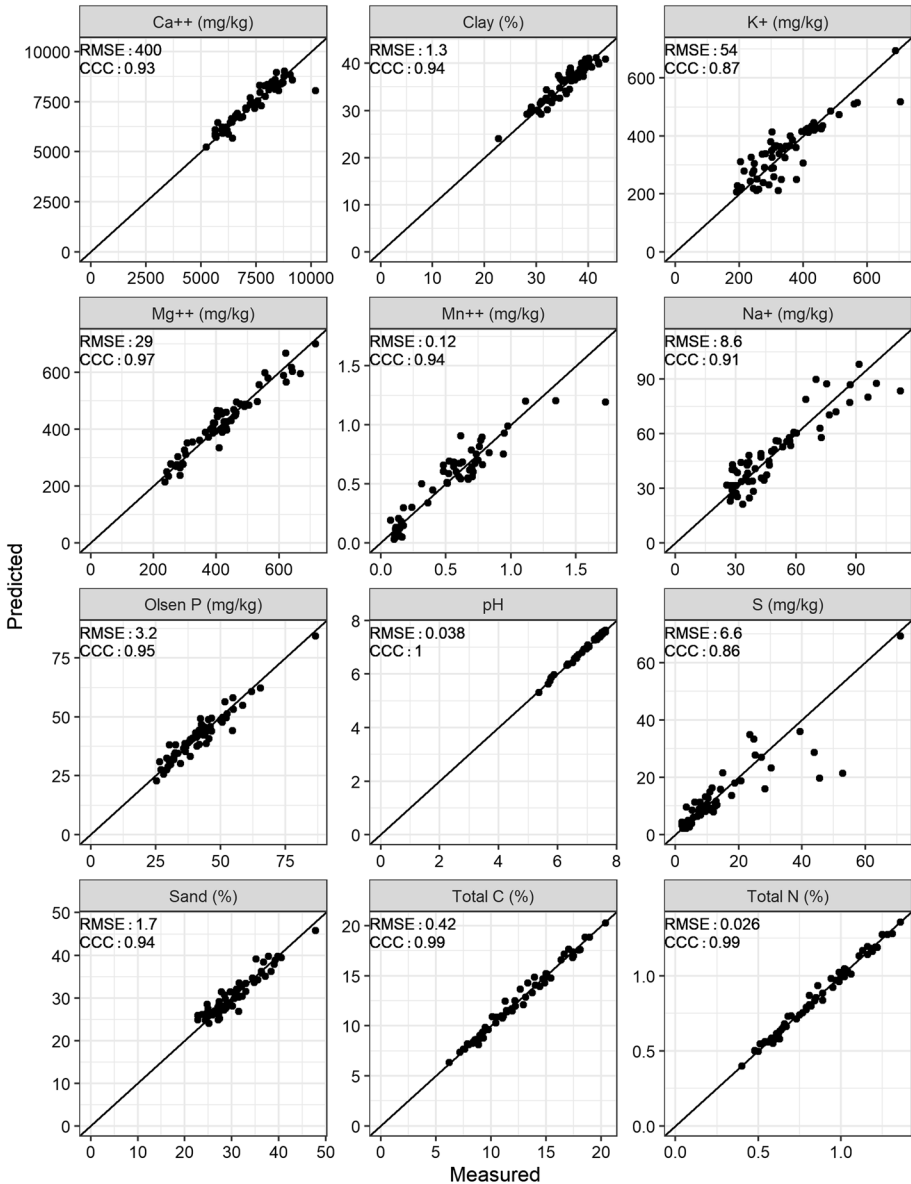 Ca++ (mg/kg)
Clay (%)
K+ (mg/kg)
RMSE : 400
CCC : 0.93
RMSE : 1.3
CCC : 0.94
RMSE : 54
CCC : 0.87
10000
7500
5000
2500
0
40
30
20
10
0
600
400
200
0
0 2500 5000 7500 10000
0 10 20 30 40
0 200 400 600
Mg++ (mg/kg)
Mn++ (mg/kg)
Na+ (mg/kg)
RMSE : 29
CCC : 0.97
RMSE : 0.12
CCC : 0.94
RMSE : 8.6
CCC : 0.91
600
400
200
0
1.5
1.0
0.5
0.0
90
60
30
0
0 200 400 600
0.0 0.5 1.0 1.5
0 30 60 90
Predicted
Olsen P (mg/kg)
pH
S (mg/kg)
RMSE : 3.2
CCC : 0.95
RMSE : 0.038
CCC : 1
RMSE : 6.6
CCC : 0.86
75
50
25
0
8
6
4
2
0
60
40
20
0
0 25 50 75
0 2 4 6 8
0 20 40 60
Sand (%)
Total C (%)
Total N (%)
RMSE : 1.7
CCC : 0.94
RMSE : 0.42
CCC : 0.99
RMSE : 0.026
CCC : 0.99
50
40
30
20
10
0
20
15
10
5
0
1.0
0.5
0.0
0 10 20 30 40 50
0 5 10 15 20
0.0 0.5 1.0
Measured